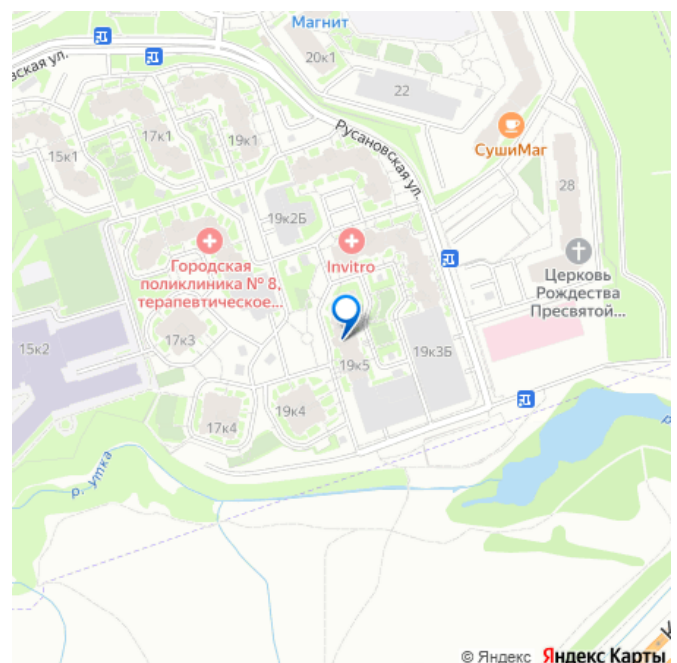 Магнит
20к1
вская ул.
22
17к1
19к1
15к1
Русановская ул.
СушиМаг
28
19к2Б
Городская
поликлиника № 8,
терапевтическое...
Invitro
Церковь
Рождества
Пресвятой...
17к3
15к2
19к5
19к3Б
19к4
17к4
р. Утка
р
К
© Яндекс Яндекс Карты